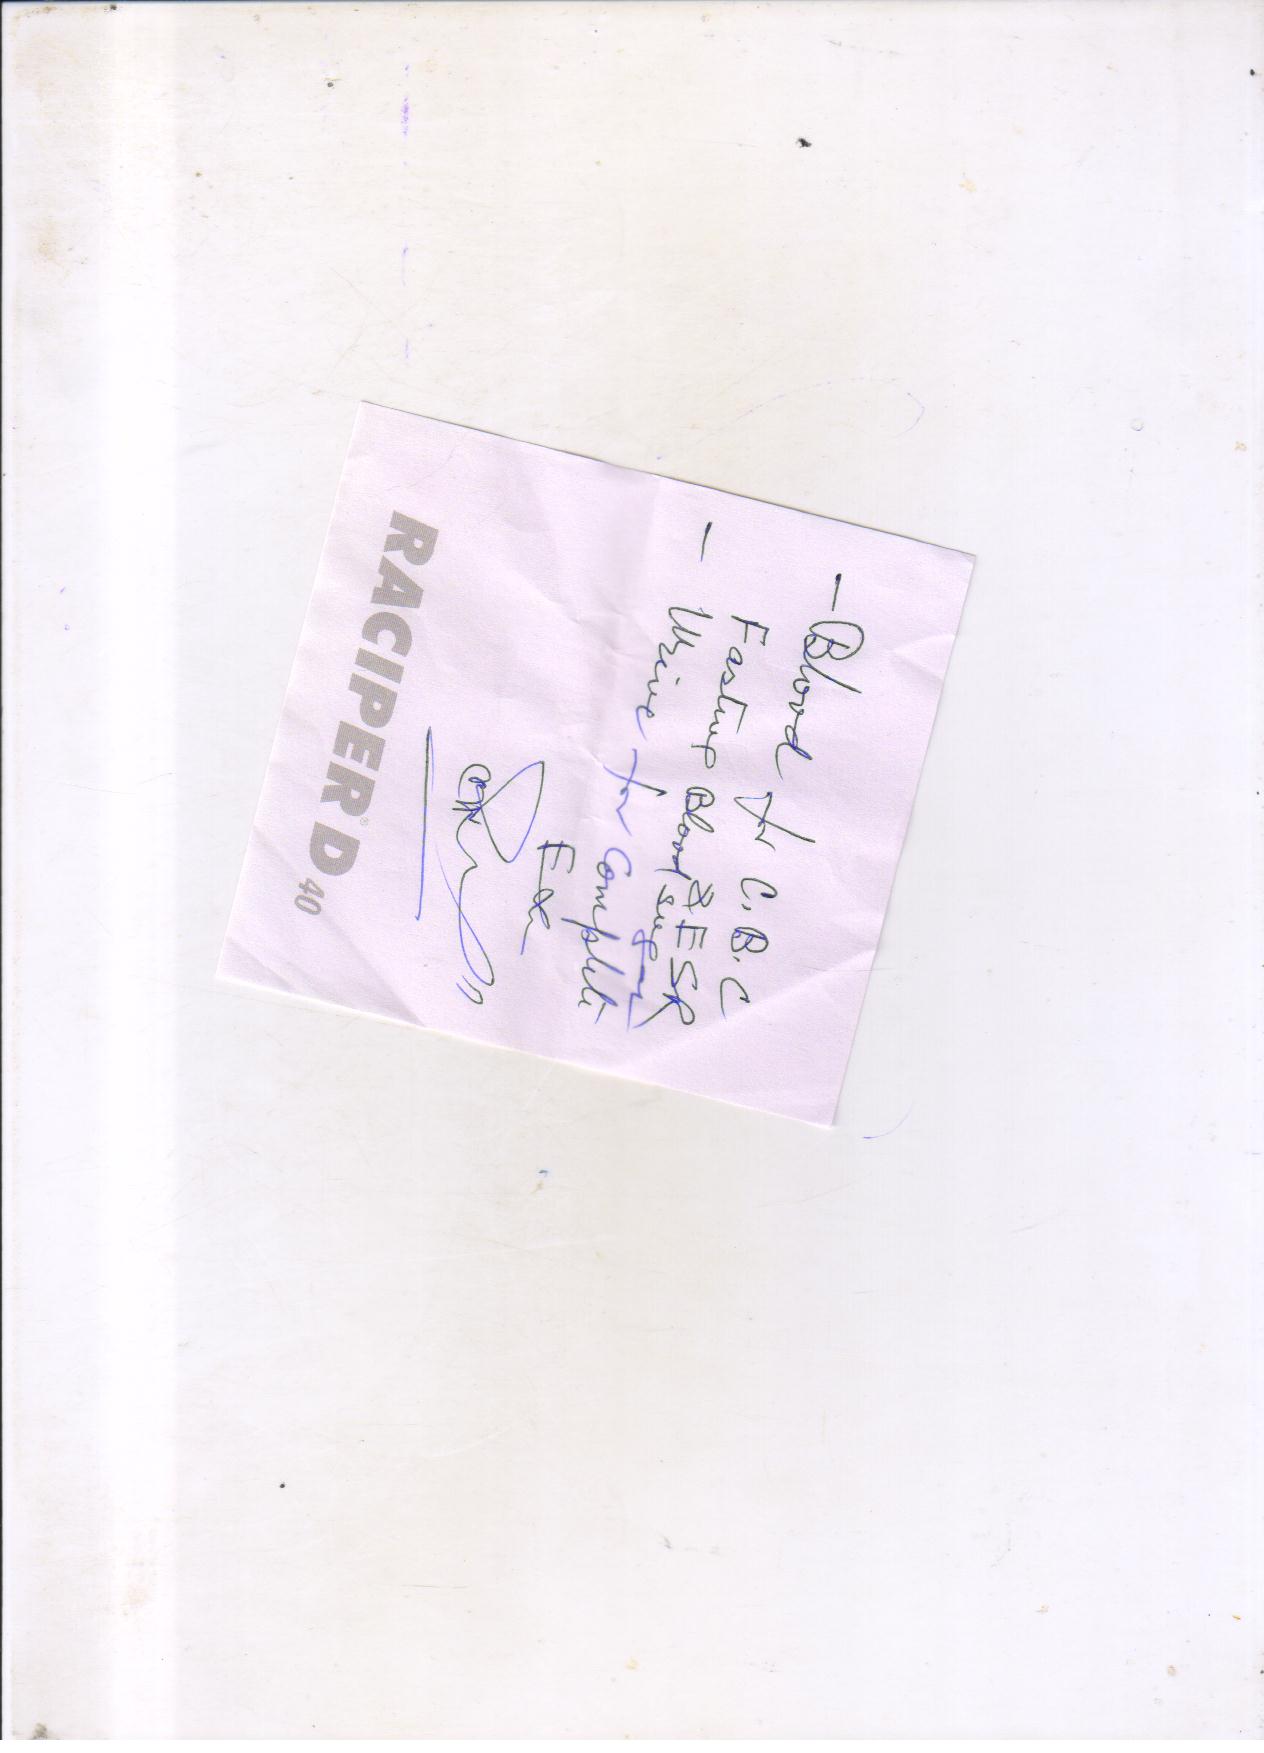 - Blood for C.B.C
& ESR
Fasting Blood sugar
- Urine for Complete
Ex
RACIPER® D 40